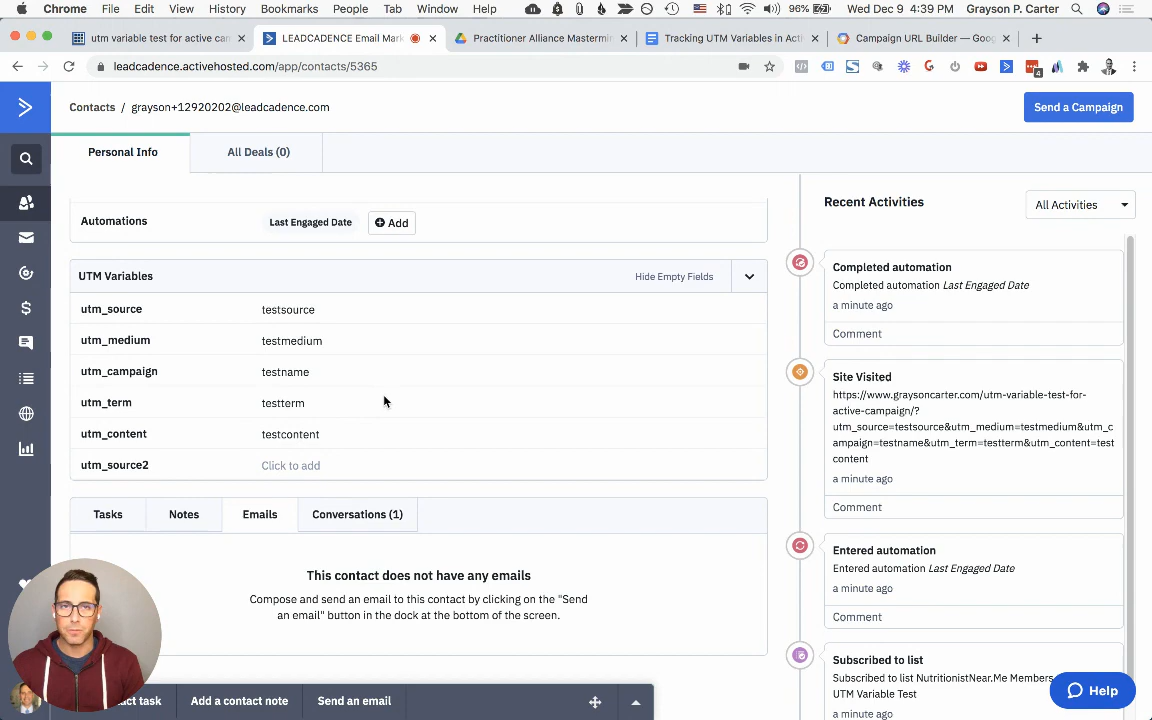 Chrome File Edit View History Bookmarks People Tab Window Help 96% Wed Dec 9 4:39 PM Grayson P. Carter
utm variable test for active can LEADCADENCE Email Mark Practitioner Alliance Mastermin Tracking UTM Variables in Acti Campaign URL Builder — Goog
leadcadence.activehosted.com/app/contacts/5365
4
Contacts / grayson+12920202@leadcadence.com
Send a Campaign
Personal Info All Deals (0)
Automations Last Engaged Date Add
UTM Variables Hide Empty Fields
utm_source testsource
utm_medium testmedium
utm_campaign testname
utm_term testterm
utm_content testcontent
utm_source2 Click to add
Tasks Notes Emails Conversations (1)
This contact does not have any emails
Compose and send an email to this contact by clicking on the "Send
an email" button in the dock at the bottom of the screen.
act task Add a contact note Send an email
Recent Activities All Activities
Completed automation
Completed automation Last Engaged Date
a minute ago
Comment
Site Visited
https://www.graysoncarter.com/utm-variable-test-for-
active-campaign/?
utm_source=testsource&utm_medium=testmedium&utm_c
ampaign=testname&utm_term=testterm&utm_content=test
content
a minute ago
Comment
Entered automation
Entered automation Last Engaged Date
a minute ago
Comment
Subscribed to list
Subscribed to list NutritionistNear.Me Members
UTM Variable Test
a minute ago
Help